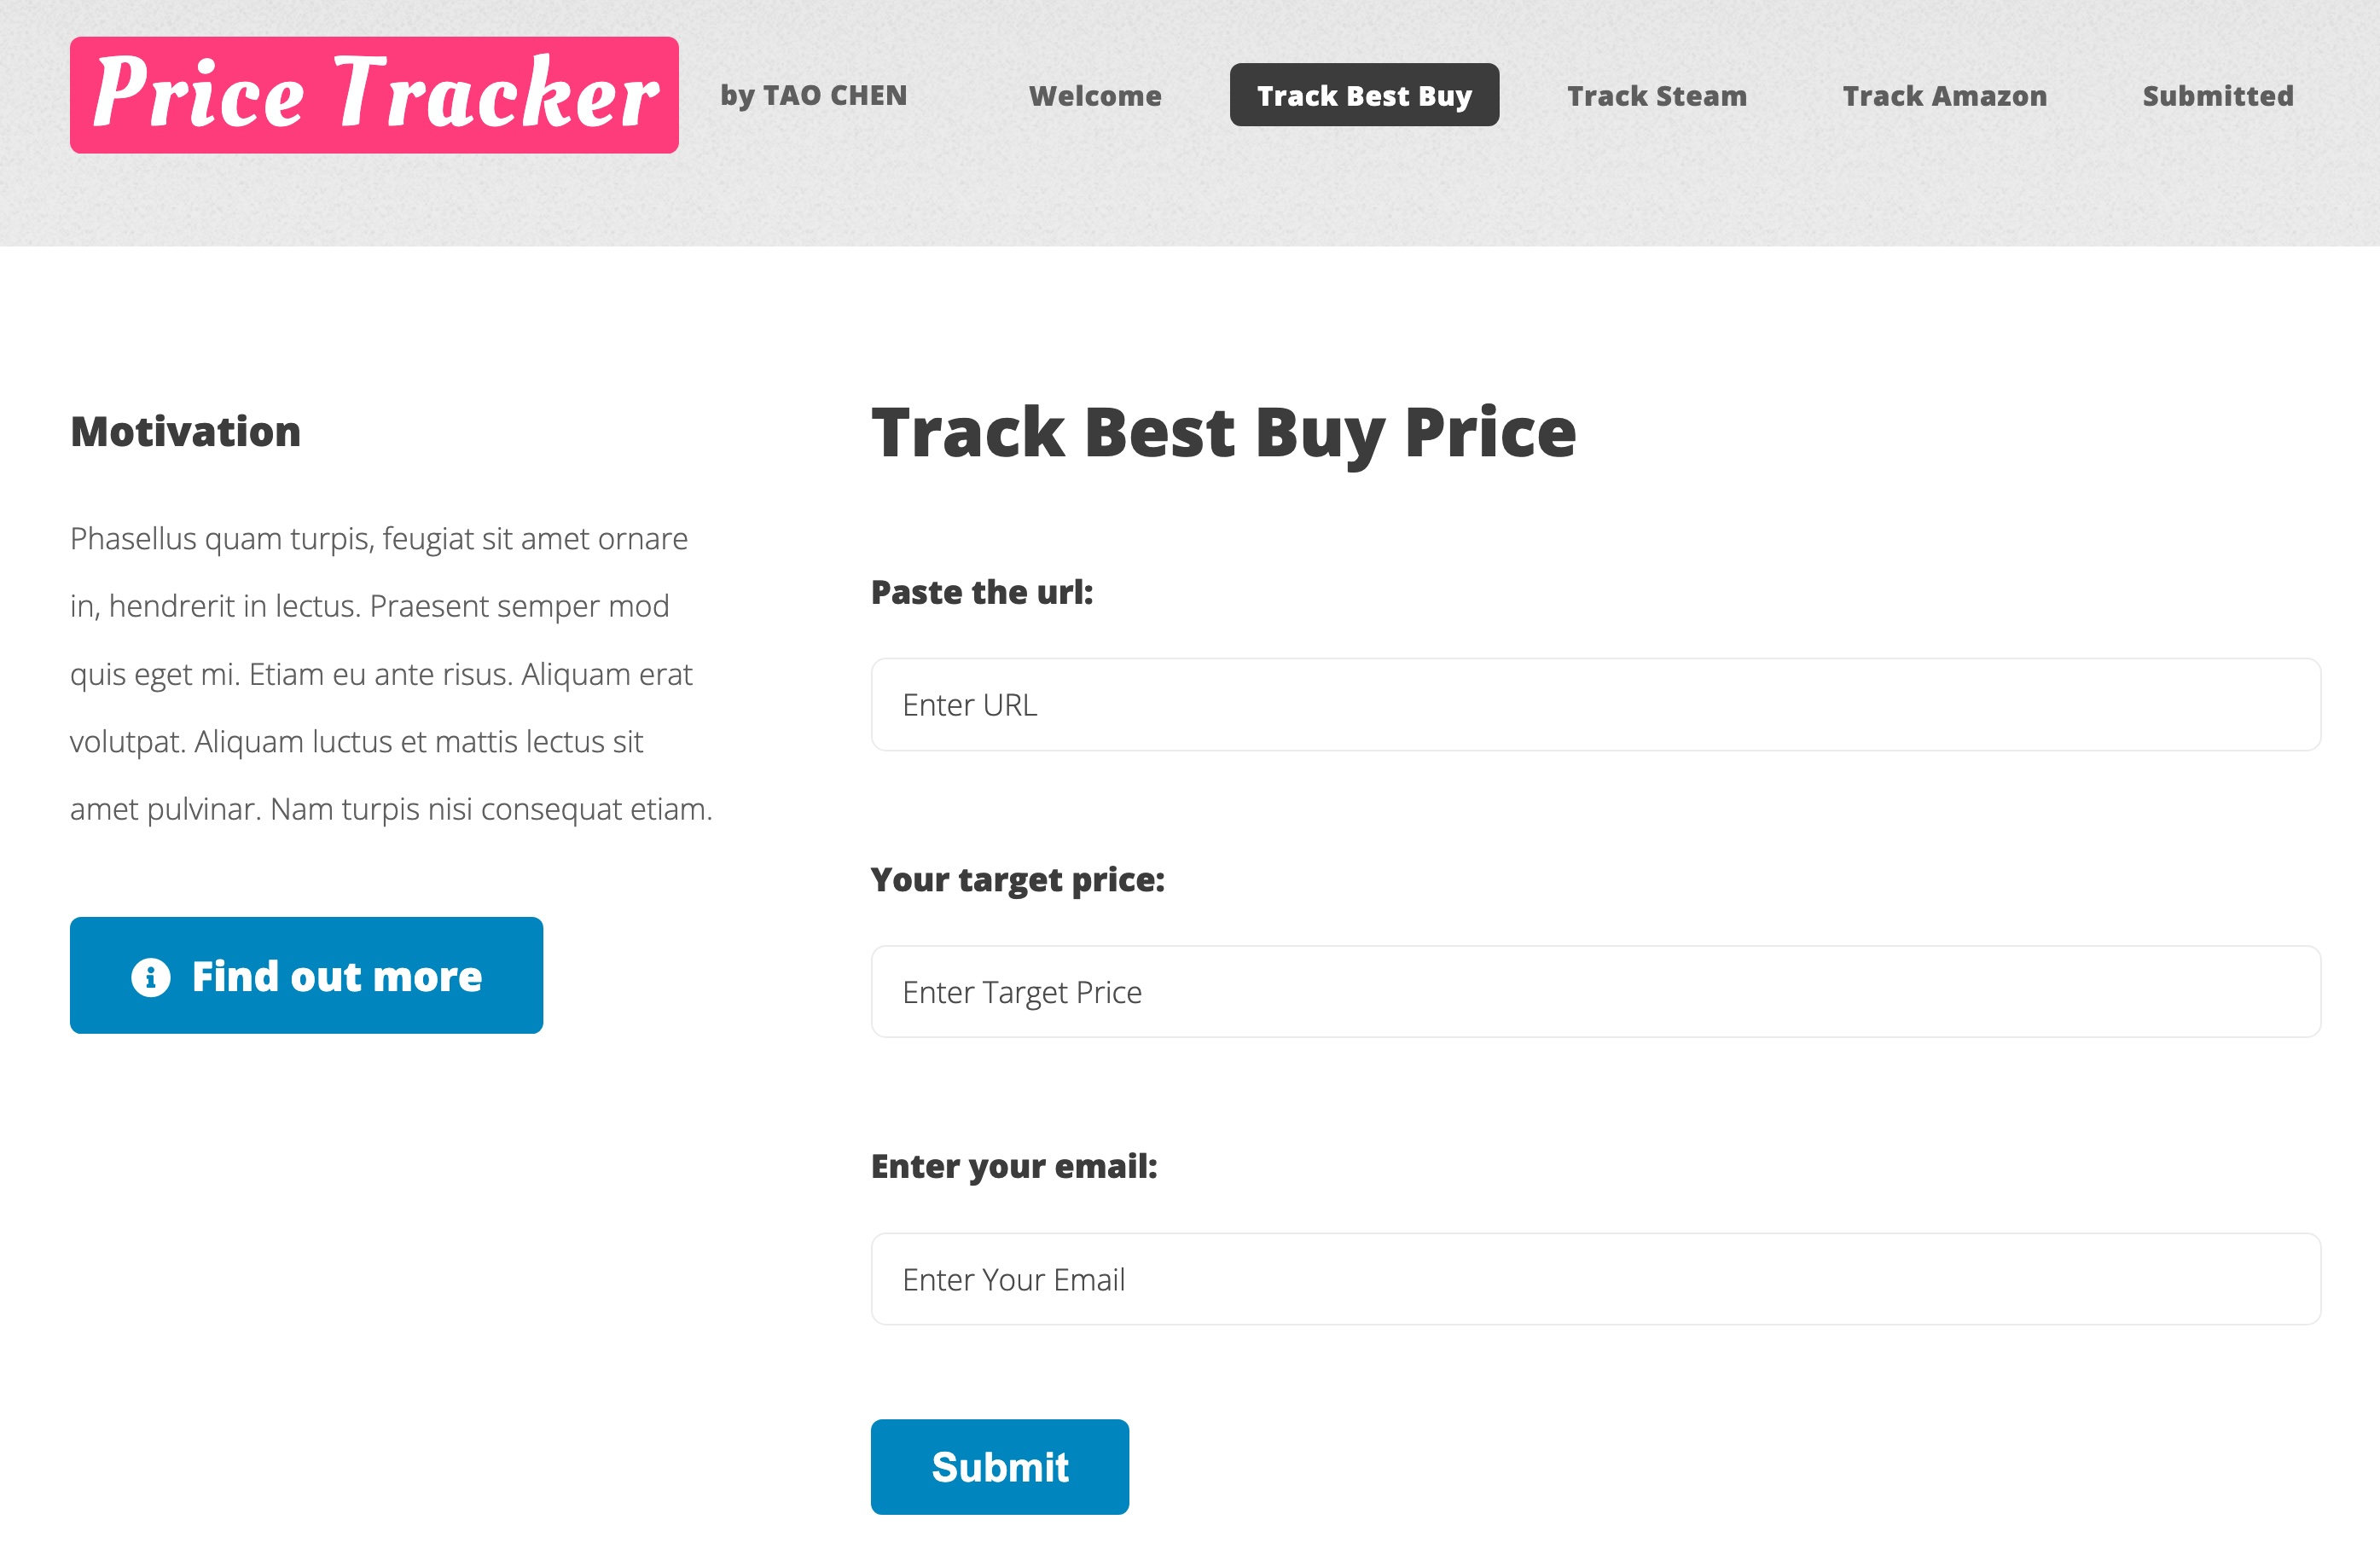 Price Tracker
by TAO CHEN
Welcome
Track Best Buy
Track Steam
Track Amazon
Submitted
Motivation
Phasellus quam turpis, feugiat sit amet ornare
in, hendrerit in lectus. Praesent semper mod
quis eget mi. Etiam eu ante risus. Aliquam erat
volutpat. Aliquam luctus et mattis lectus sit
amet pulvinar. Nam turpis nisi consequat etiam.
Find out more
Track Best Buy Price
Paste the url:
Enter URL
Your target price:
Enter Target Price
Enter your email:
Enter Your Email
Submit